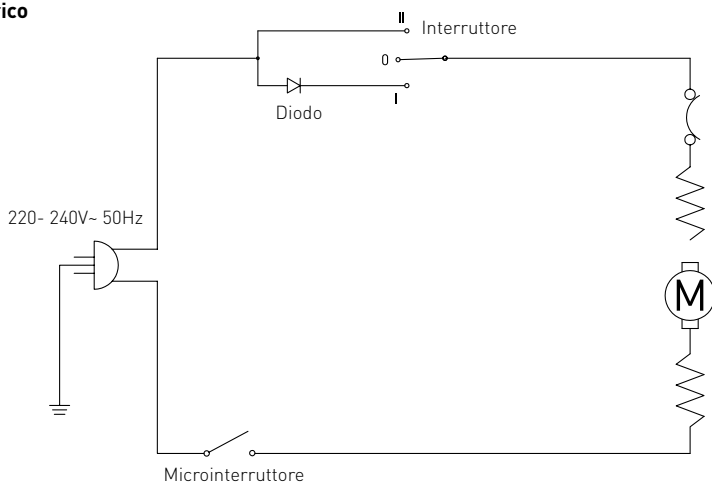 ico
II
Interruttore
0
I
Diodo
220- 240V~ 50Hz
M
Microinterruttore